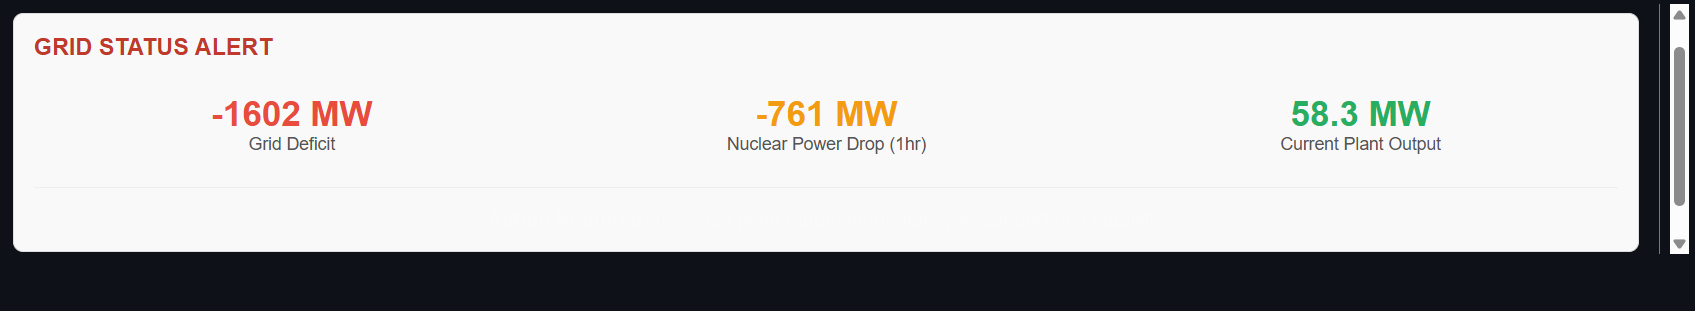 GRID STATUS ALERT
-1602 MW
Grid Deficit
-761 MW
Nuclear Power Drop (1hr)
58.3 MW
Current Plant Output